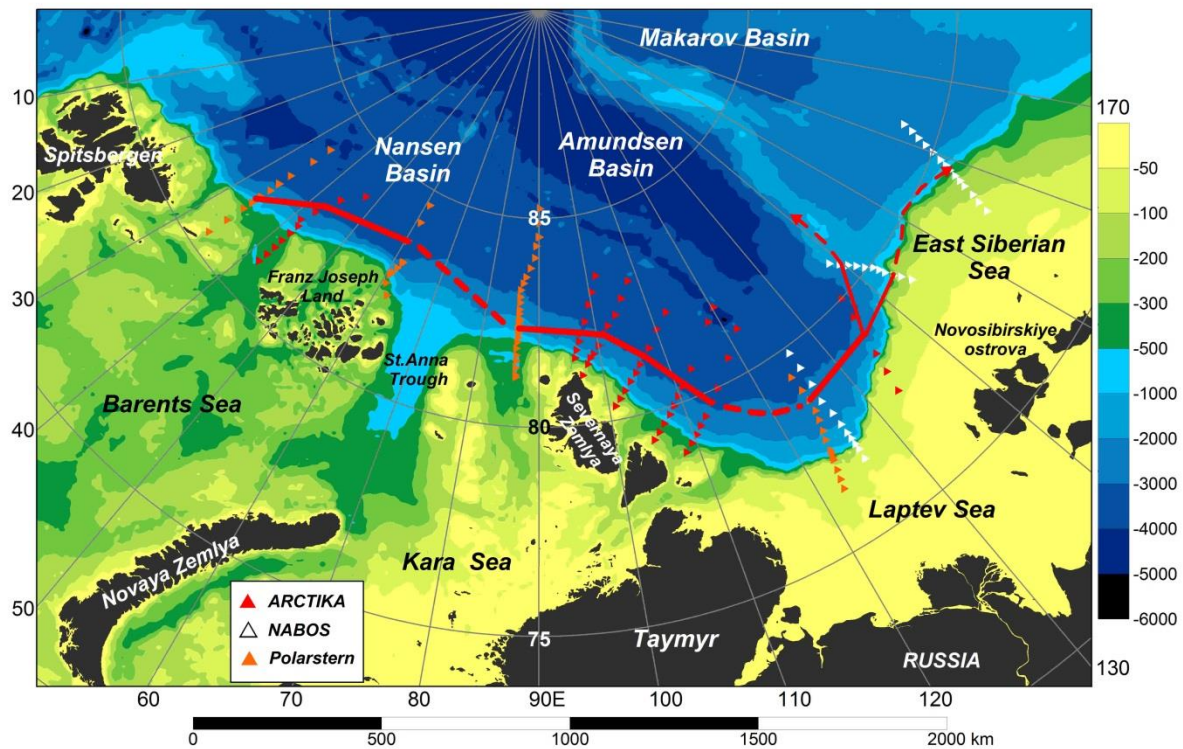 Makarov Basin
10
170
Spitsbergen
Nansen
Basin
Amundsen
Basin
-50
20
-100
85
-200
East Siberian
Sea
Franz Joseph
Land
30
-300
Novosibirskiye
ostrova
-500
St.Anna
Trough
Barents Sea
-1000
Severnaya
Zemlya
40
80
-2000
-3000
Laptev Sea
-4000
Kara Sea
Novaya Zemlya
-5000
50
ARCTIKA
NABOS
Polarstern
75
Taymyr
RUSSIA
-6000
130
60
70
80
90E
100
110
120
0
500
1000
1500
2000 km